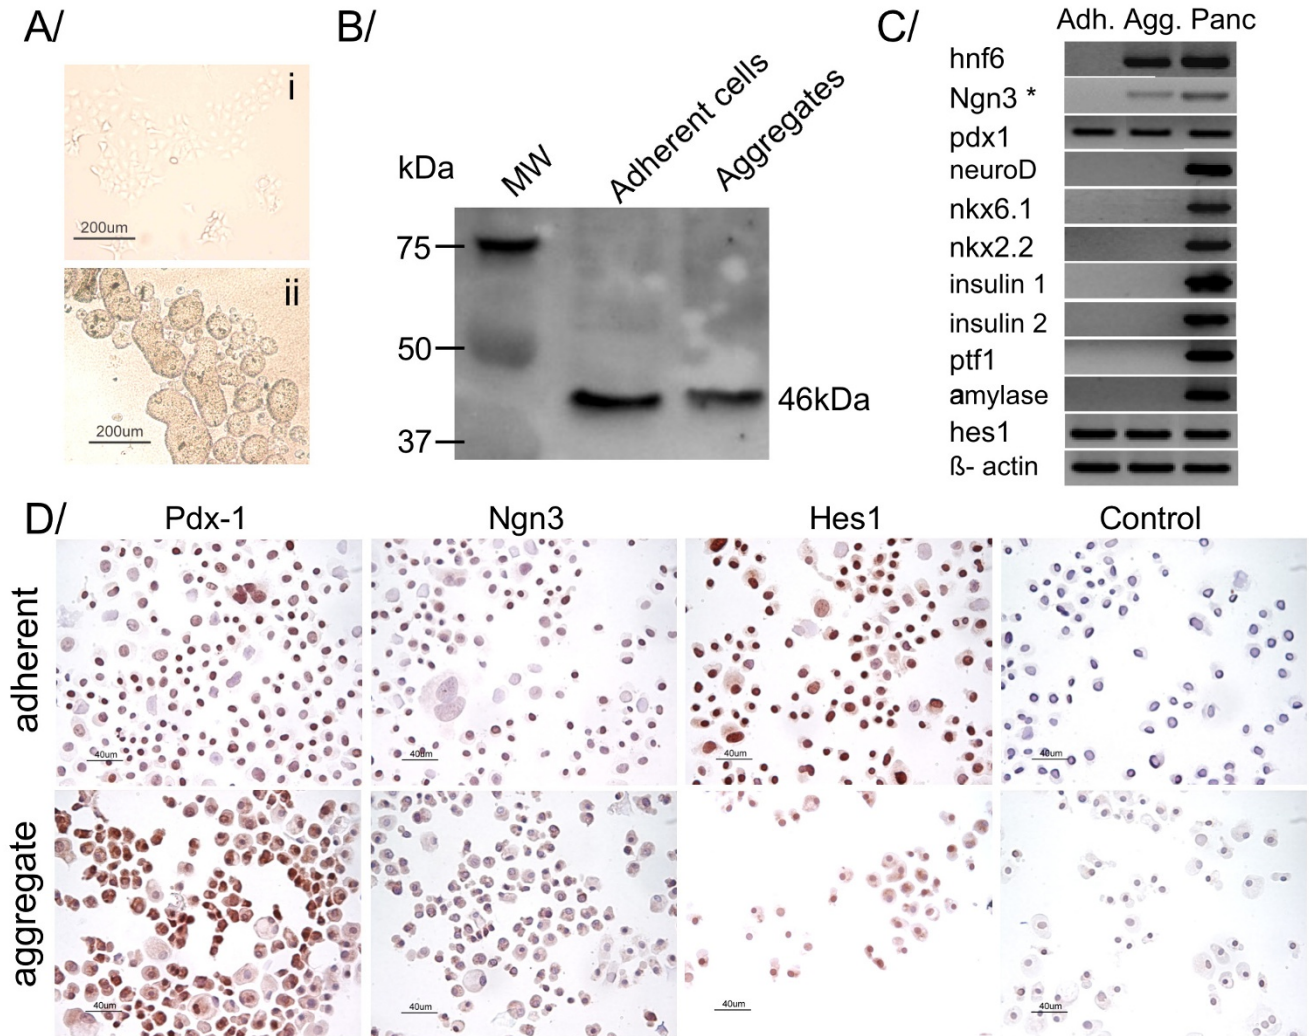 A/
i
200um
ii
200um
B/
kDa
MW
Adherent cells
Aggregates
75
50
37
46kDa
C/
Adh. Agg. Panc
hnf6
Ngn3 *
pdx1
neuroD
nkx6.1
nkx2.2
insulin 1
insulin 2
ptf1
amylase
hes1
ß- actin
D/
Pdx-1 Ngn3 Hes1 Control
adherent
40um 40um 40um 40um
aggregate
40um 40um 40um 40um